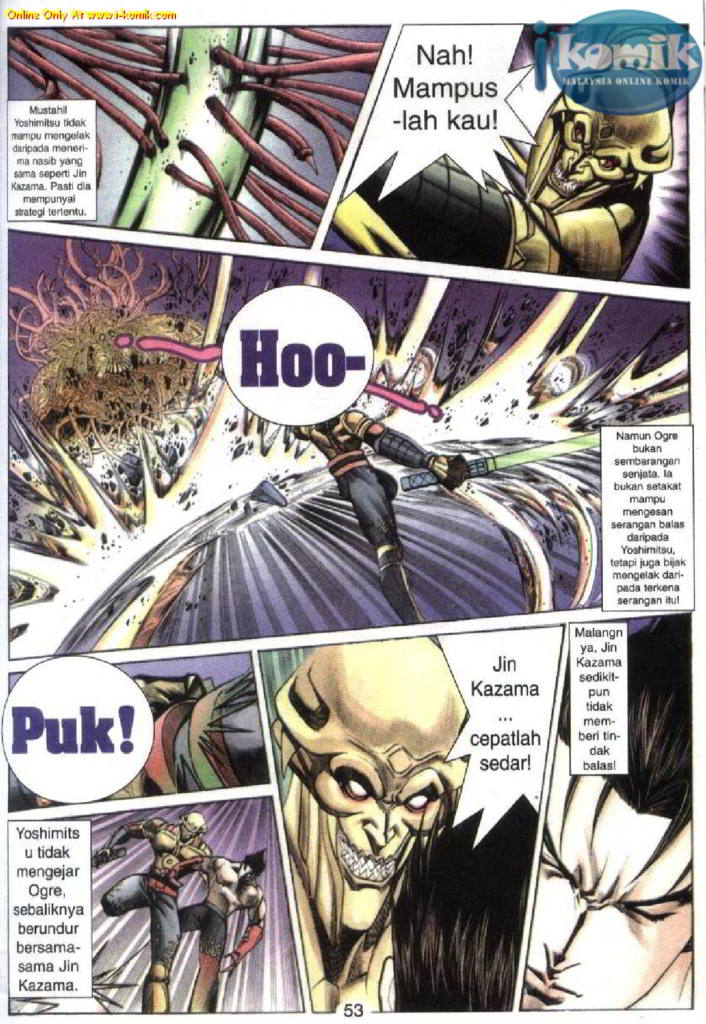 Online Only At www.i-komik.com
ikomik
MALAYSIA ONLINE KOMIK
Mustahil
Yoshimitsu tidak
mampu mengelak
daripada meneri-
ma nasib yang
sama seperti Jin
Kazama. Pasti dia
mempunyai
strategi tertentu.
Nah!
Mampus
-lah kau!
Hoo-
Namun Ogre
bukan
sembarangan
senjata. Ia
bukan setakat
mampu
mengesan
serangan balas
daripada
Yoshimitsu,
tetapi juga bijak
mengelak dari-
pada terkena
serangan itu!
Puk!
Jin
Kazama
...
cepatlah
sedar!
Malangn
ya, Jin
Kazama
sedikit-
pun
tidak
mem-
beri tin-
dak
balas!
Yoshimits
u tidak
mengejar
Ogre,
sebaliknya
berundur
bersama-
sama Jin
Kazama.
53